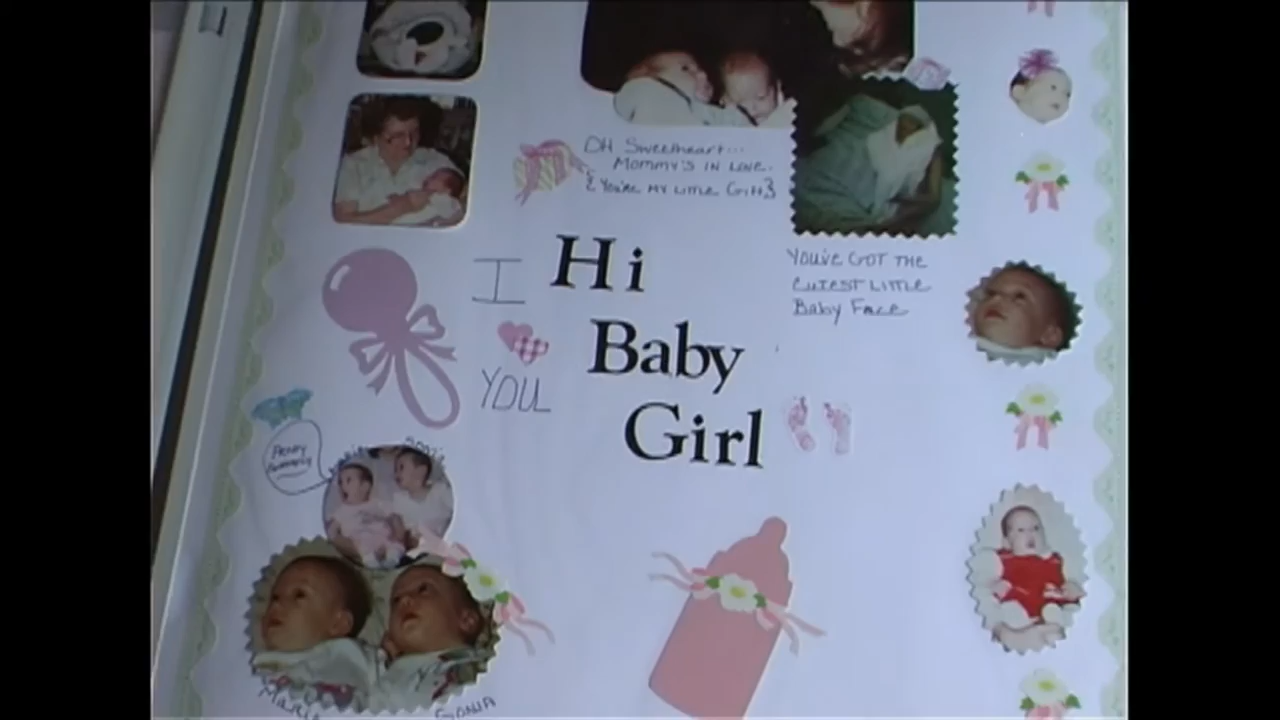 OH Sweetheart...
MOMMY'S IN LOVE.
{YOU'RE MY LITTLE GIFT}
YOU'VE GOT THE
CUTEST LITTLE
Baby Face
I
YOU
Hi
Baby
Girl